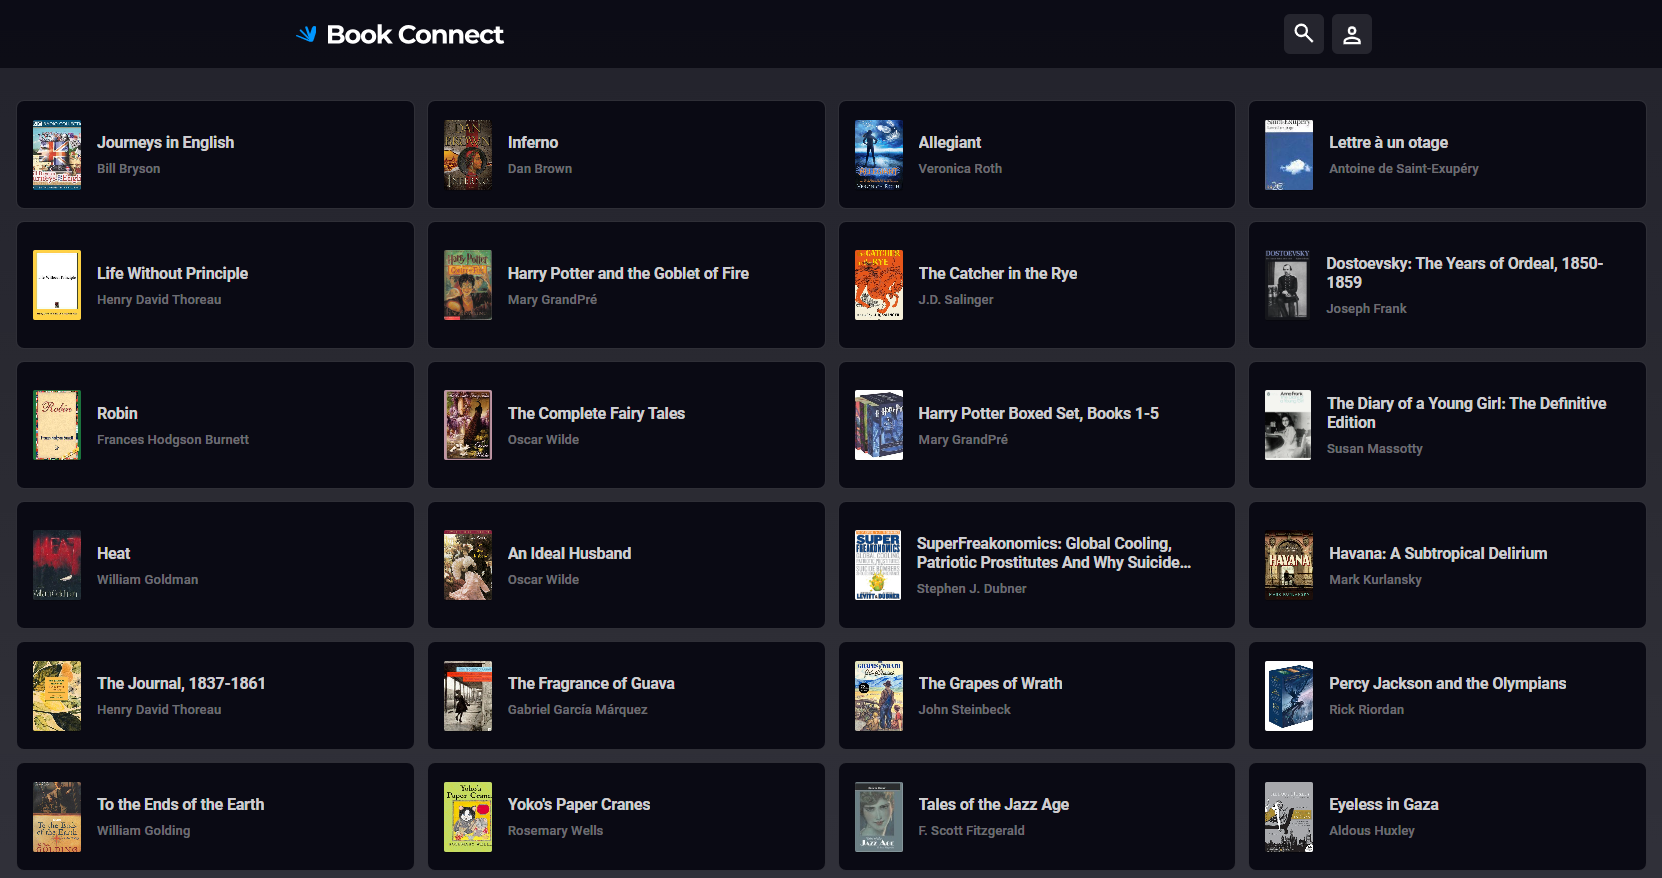 Book Connect
Journeys in English
Bill Bryson
Inferno
Dan Brown
Allegiant
Veronica Roth
Lettre à un otage
Antoine de Saint-Exupéry
Life Without Principle
Henry David Thoreau
Harry Potter and the Goblet of Fire
Mary GrandPré
The Catcher in the Rye
J.D. Salinger
Dostoevsky: The Years of Ordeal, 1850-
1859
Joseph Frank
Robin
Frances Hodgson Burnett
The Complete Fairy Tales
Oscar Wilde
Harry Potter Boxed Set, Books 1-5
Mary GrandPré
The Diary of a Young Girl: The Definitive
Edition
Susan Massotty
Heat
William Goldman
An Ideal Husband
Oscar Wilde
SuperFreakonomics: Global Cooling,
Patriotic Prostitutes And Why Suicide...
Stephen J. Dubner
Havana: A Subtropical Delirium
Mark Kurlansky
The Journal, 1837-1861
Henry David Thoreau
The Fragrance of Guava
Gabriel García Márquez
The Grapes of Wrath
John Steinbeck
Percy Jackson and the Olympians
Rick Riordan
To the Ends of the Earth
William Golding
Yoko's Paper Cranes
Rosemary Wells
Tales of the Jazz Age
F. Scott Fitzgerald
Eyeless in Gaza
Aldous Huxley